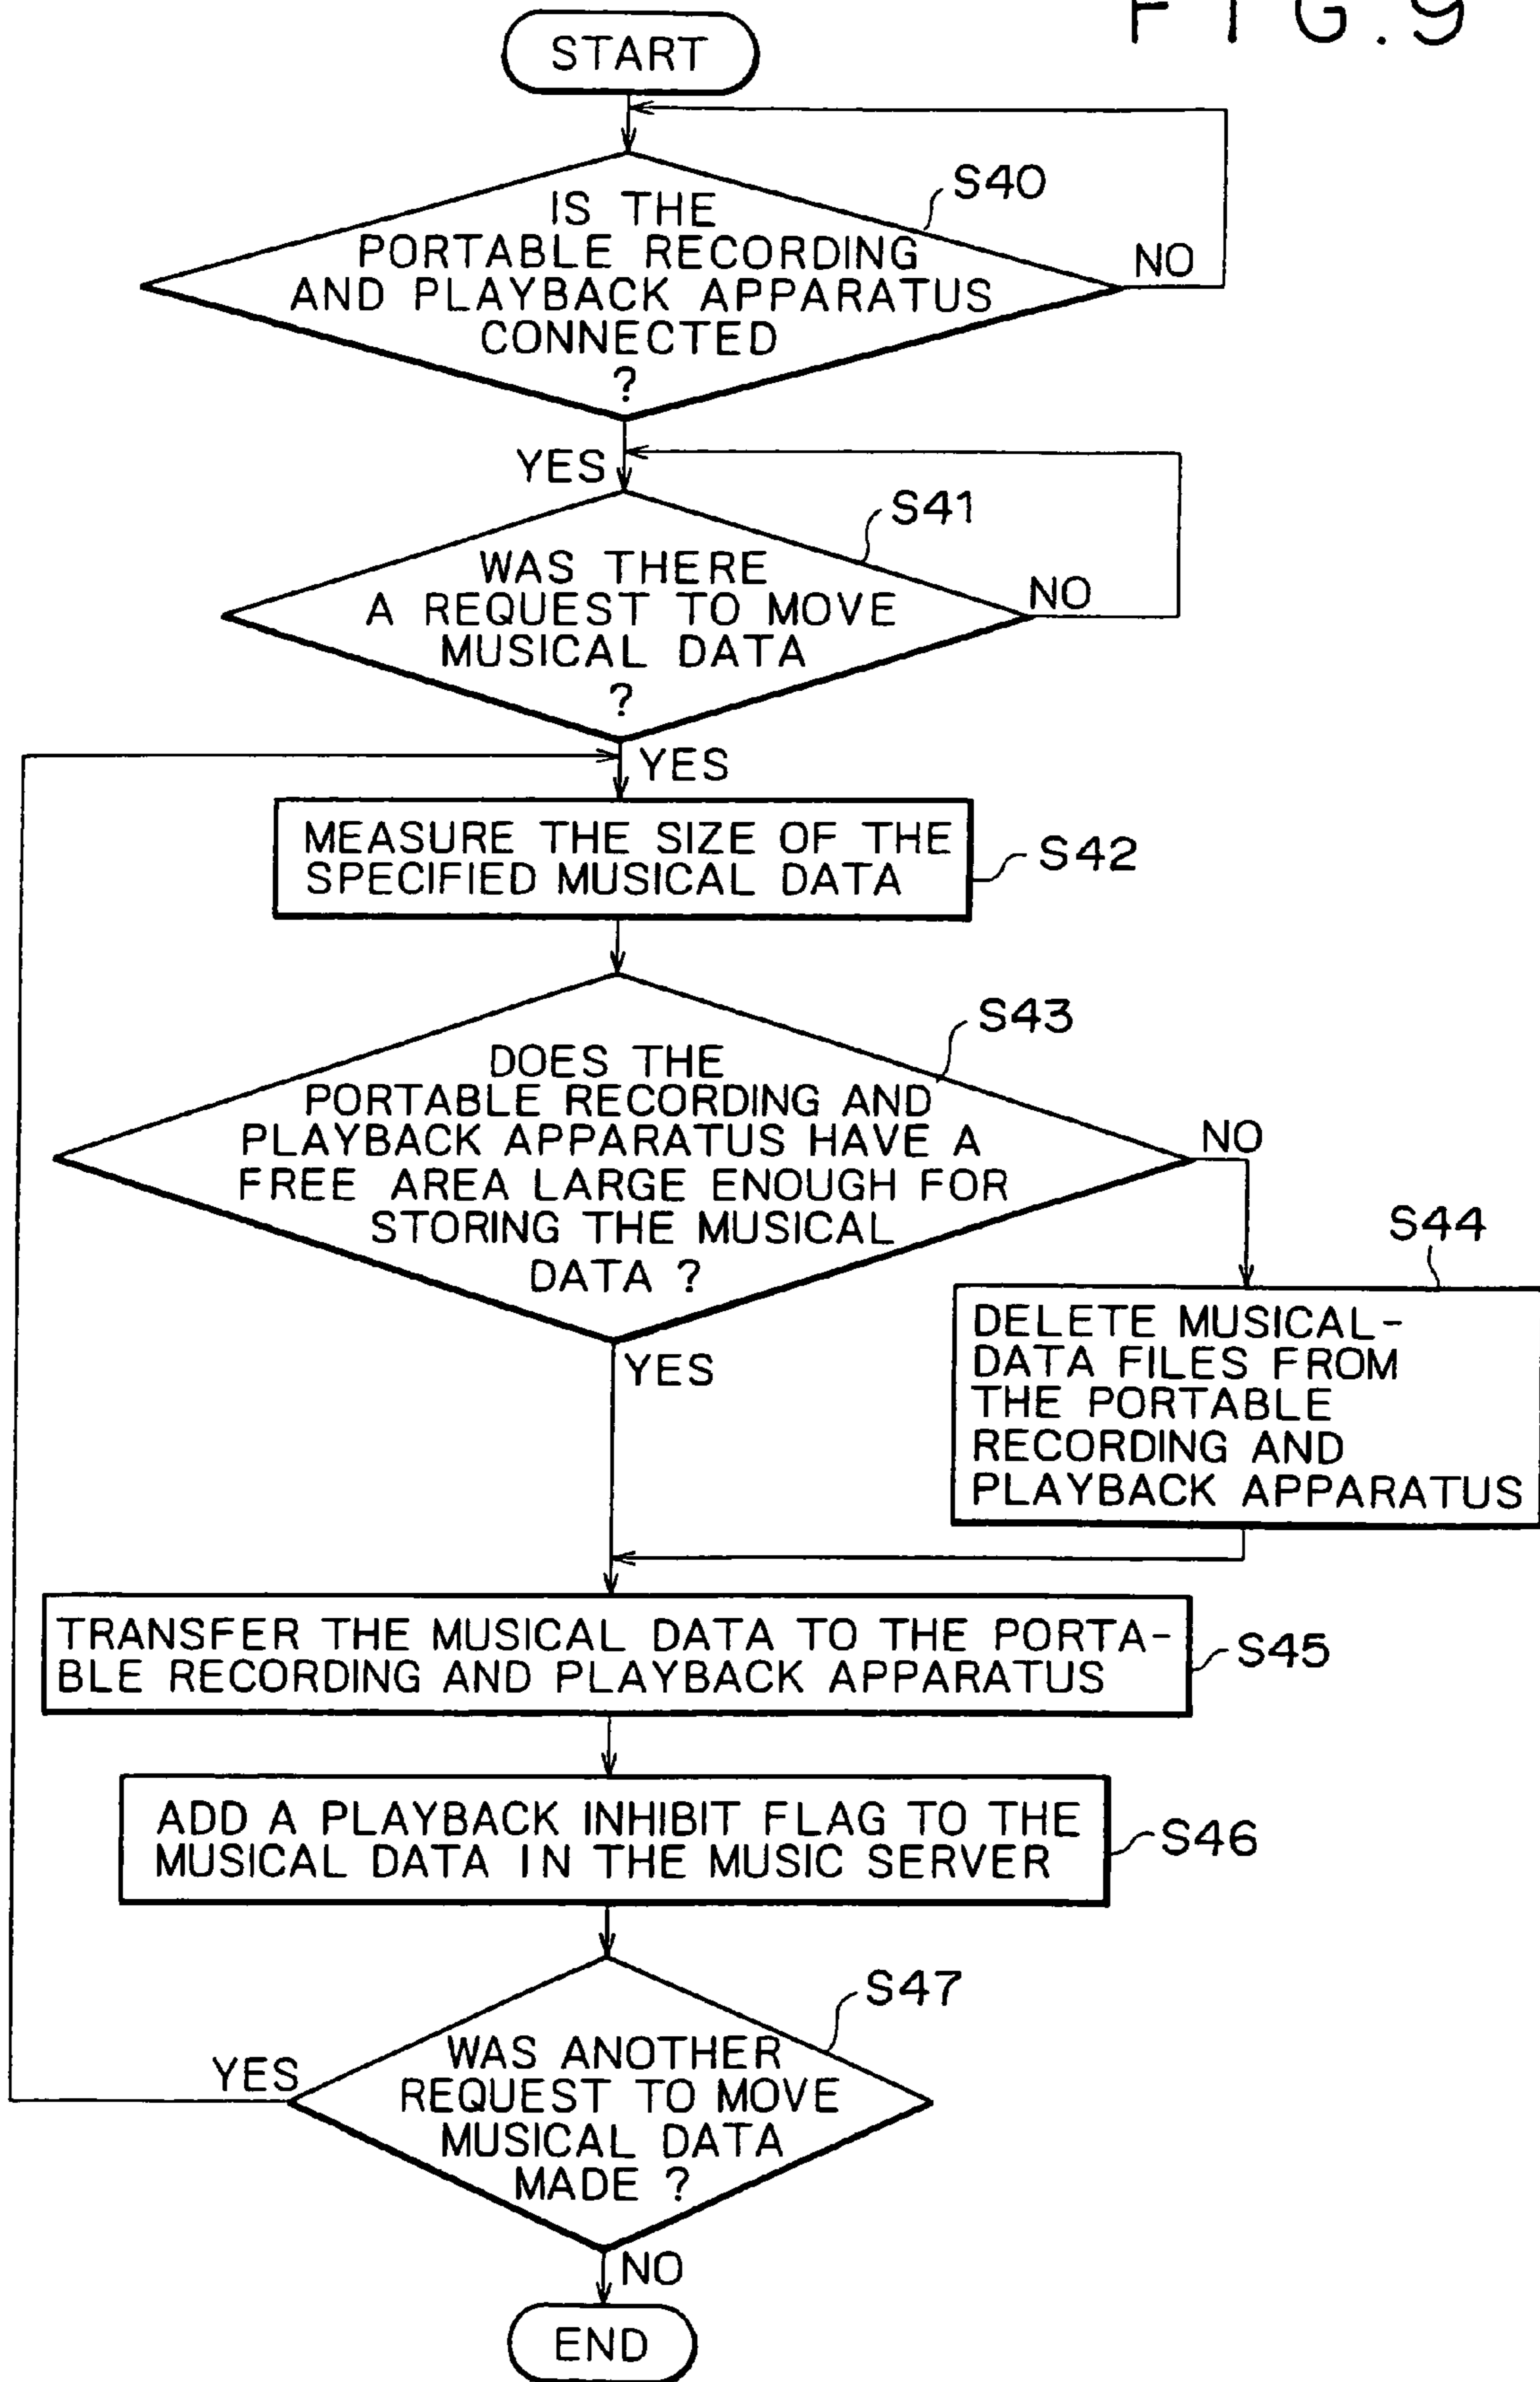 FIG.9
START
S40
IS THE
PORTABLE RECORDING
AND PLAYBACK APPARATUS
CONNECTED
?
NO
YES
S41
WAS THERE
A REQUEST TO MOVE
MUSICAL DATA
?
NO
YES
MEASURE THE SIZE OF THE
SPECIFIED MUSICAL DATA
S42
S43
DOES THE
PORTABLE RECORDING AND
PLAYBACK APPARATUS HAVE A
FREE AREA LARGE ENOUGH FOR
STORING THE MUSICAL
DATA ?
NO
YES
S44
DELETE MUSICAL-
DATA FILES FROM
THE PORTABLE
RECORDING AND
PLAYBACK APPARATUS
TRANSFER THE MUSICAL DATA TO THE PORTA-
BLE RECORDING AND PLAYBACK APPARATUS
S45
ADD A PLAYBACK INHIBIT FLAG TO THE
MUSICAL DATA IN THE MUSIC SERVER
S46
S47
WAS ANOTHER
REQUEST TO MOVE
MUSICAL DATA
MADE ?
YES
NO
END